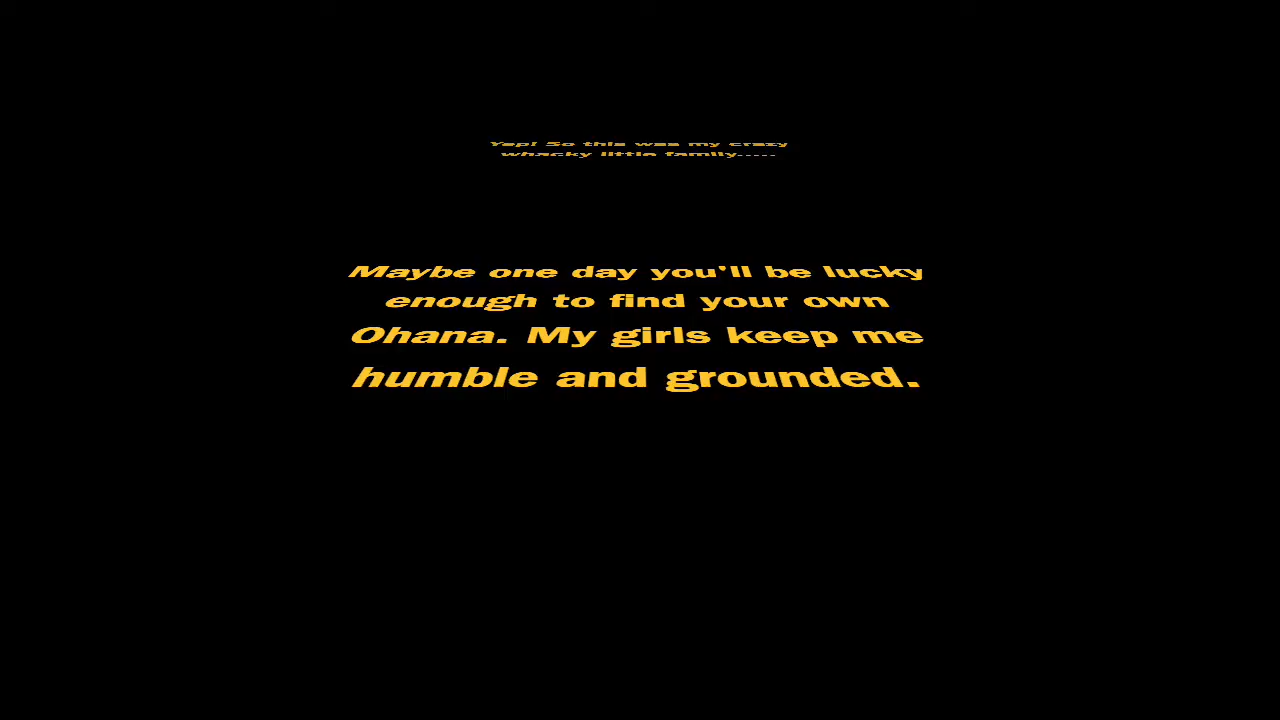 Yep! So this was my crazy
whacky little family.....
Maybe one day you'll be lucky
enough to find your own
Ohana. My girls keep me
humble and grounded.